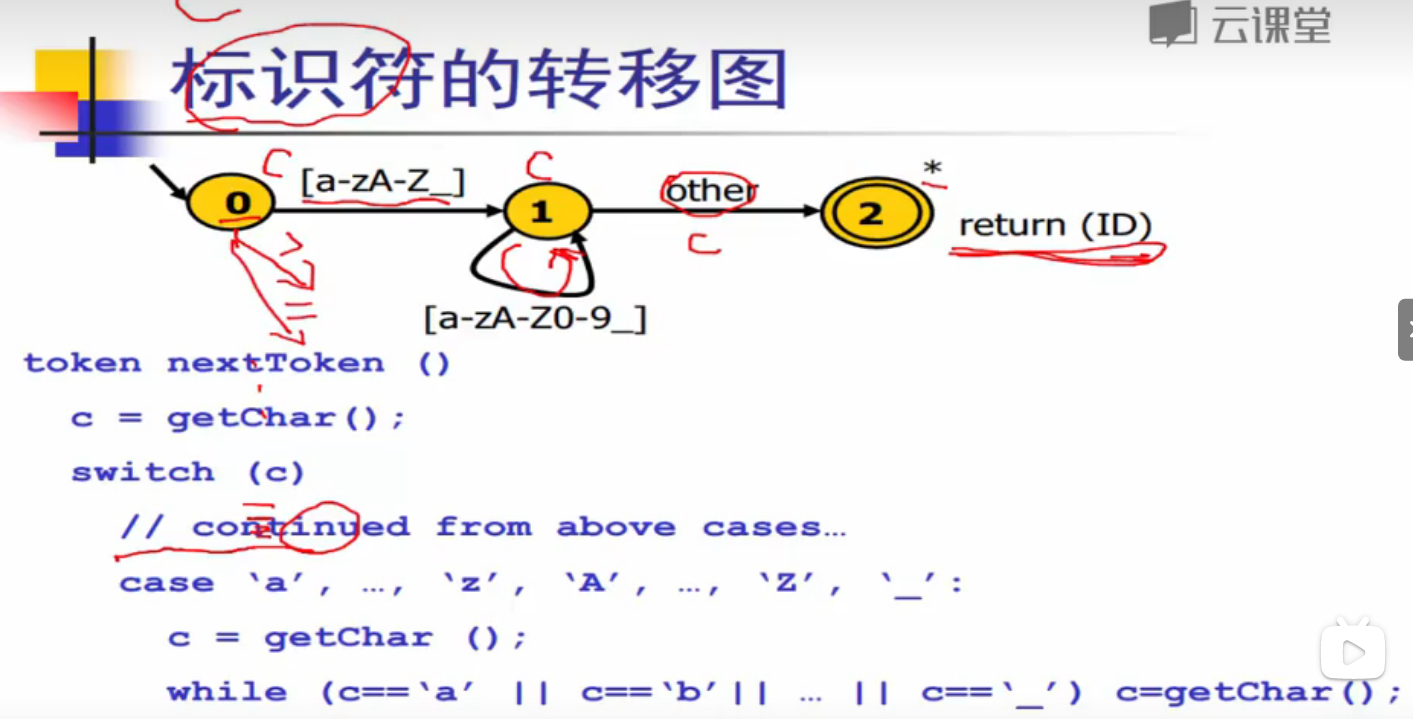 云课堂
标识符的转移图
[a-zA-Z_]
other
*
0
1
2
return (ID)
[a-zA-Z0-9_]
token nextToken ()
c = getChar();
switch (c)
// continued from above cases…
case ‘a’, …, ‘z’, ‘A’, …, ‘Z’, ‘_’:
c = getChar ();
while (c==‘a’ || c==‘b’|| … || c==‘_’) c=getChar();